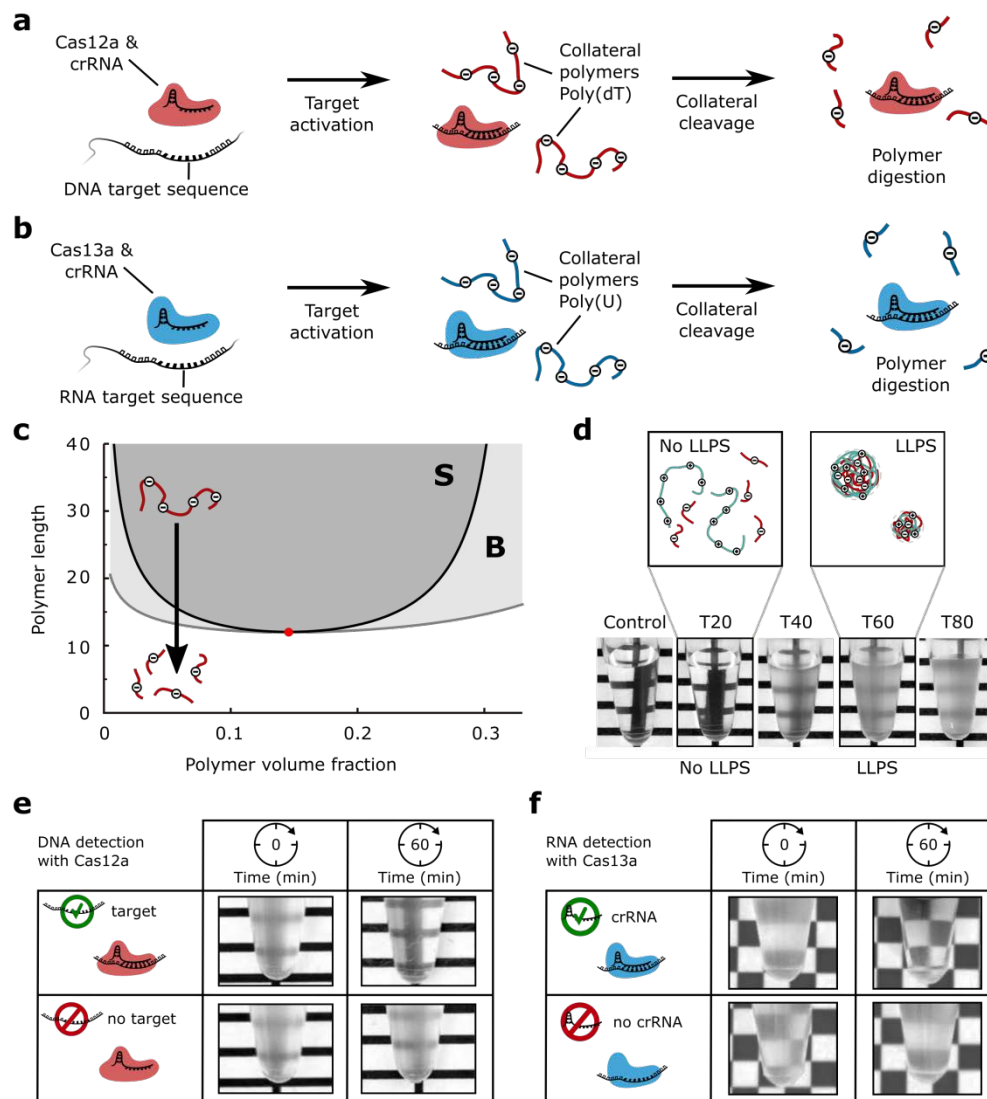 a
Cas12a &
crRNA
DNA target sequence
Target
activation
Collateral
polymers
Poly(dT)
Collateral
cleavage
Polymer
digestion
b
Cas13a &
crRNA
RNA target sequence
Target
activation
Collateral
polymers
Poly(U)
Collateral
cleavage
Polymer
digestion
c
Polymer length
40
30
20
10
0
S
B
0
0.1
0.2
0.3
Polymer volume fraction
d
No LLPS
LLPS
Control
T20
T40
T60
T80
No LLPS
LLPS
e
DNA detection
with Cas12a
0
Time (min)
60
Time (min)
target
no target
f
RNA detection
with Cas13a
0
Time (min)
60
Time (min)
crRNA
no crRNA